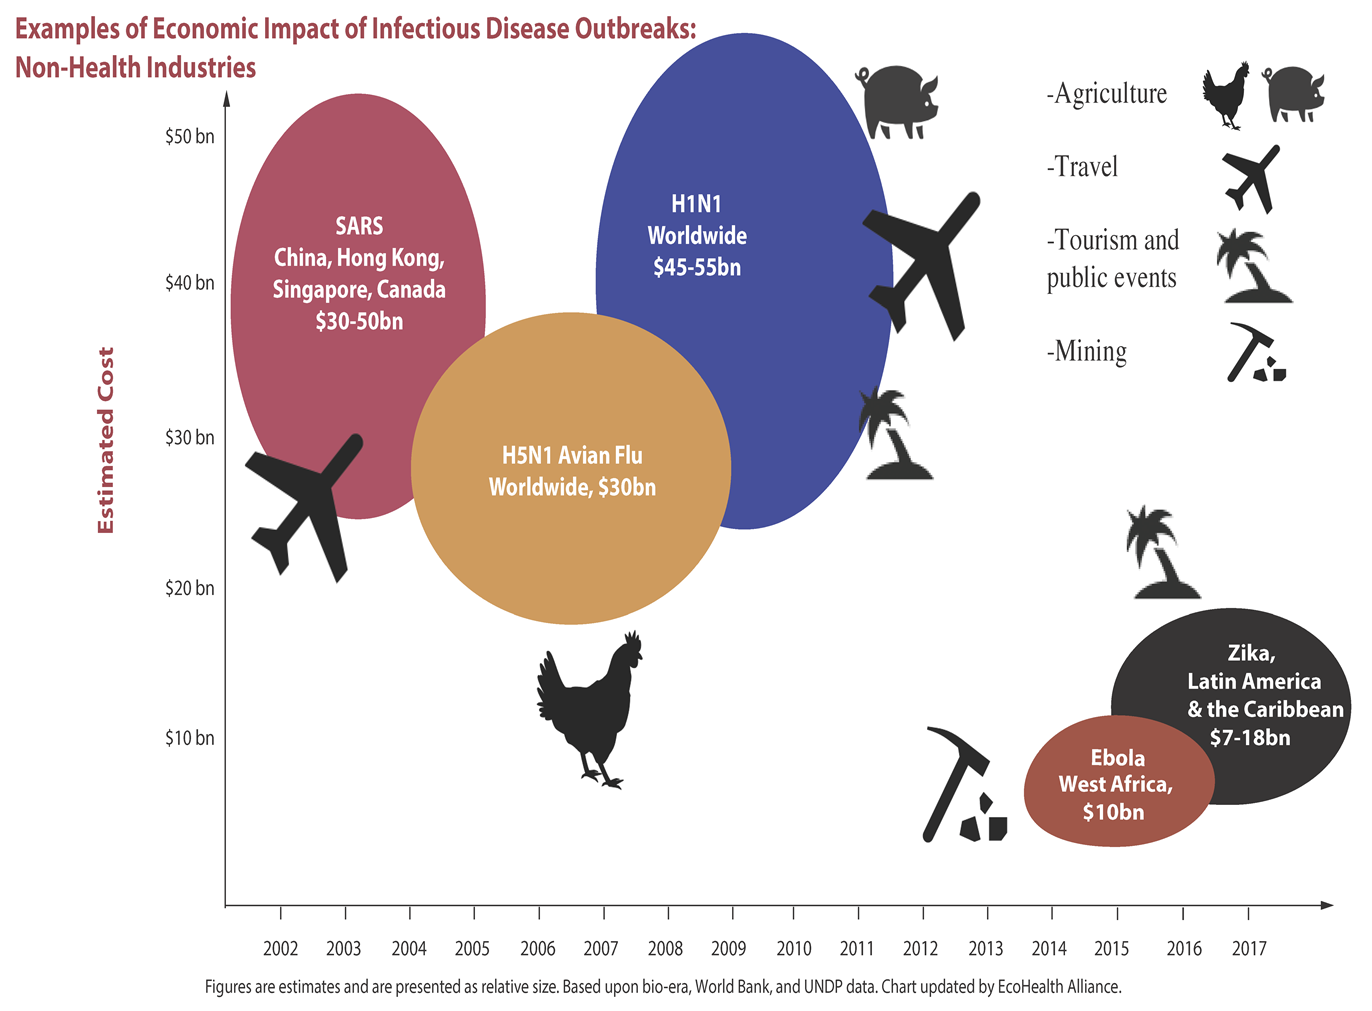 Examples of Economic Impact of Infectious Disease Outbreaks:
Non-Health Industries
$50 bn
$40 bn
$30 bn
$20 bn
$10 bn
Estimated Cost
SARS
China, Hong Kong,
Singapore, Canada
$30-50bn
H1N1
Worldwide
$45-55bn
H5N1 Avian Flu
Worldwide, $30bn
Zika,
Latin America
& the Caribbean
$7-18bn
Ebola
West Africa,
$10bn
-Agriculture
-Travel
-Tourism and
public events
-Mining
2002 2003 2004 2005 2006 2007 2008 2009 2010 2011 2012 2013 2014 2015 2016 2017
Figures are estimates and are presented as relative size. Based upon bio-era, World Bank, and UNDP data. Chart updated by EcoHealth Alliance.